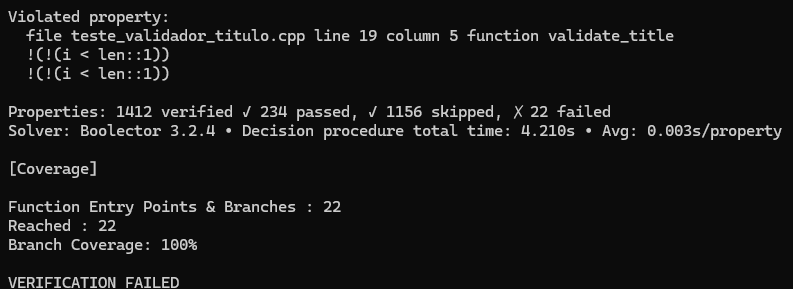 Violated property:
  file teste_validador_titulo.cpp line 19 column 5 function validate_title
  !(!(i < len::1))
  !(!(i < len::1))
Properties: 1412 verified ✓ 234 passed, ✓ 1156 skipped, ✗ 22 failed
Solver: Boolector 3.2.4 • Decision procedure total time: 4.210s • Avg: 0.003s/property
[Coverage]
Function Entry Points & Branches : 22
Reached : 22
Branch Coverage: 100%
VERIFICATION FAILED